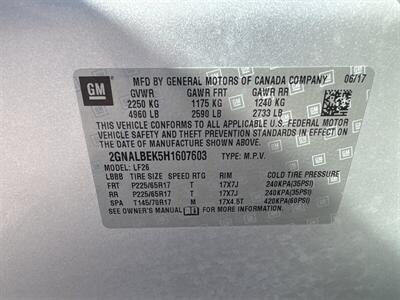 MFD BY GENERAL MOTORS OF CANADA COMPANY 06/17
GM GVWR GAWR FRT GAWR RR
2250 KG 1175 KG 1240 KG
4960 LB 2590 LB 2733 LB
THIS VEHICLE CONFORMS TO ALL APPLICABLE U.S. FEDERAL MOTOR
VEHICLE SAFETY, BUMPER, AND THEFT PREVENTION STANDARDS
IN EFFECT ON THE DATE OF MANUFACTURE SHOWN ABOVE.
2GNALBEK5H1607603 TYPE: M.P.V.
MODEL: LF26
LBBB TIRE SIZE SPEED RTG RIM COLD TIRE PRESSURE
FRT P225/65R17 T 17X7J 240KPA(35PSI)
RR P225/65R17 T 17X7J 240KPA(35PSI)
SPA T145/70R17 M 17X4.5T 420KPA(60PSI)
SEE OWNER'S MANUAL FOR MORE INFORMATION.